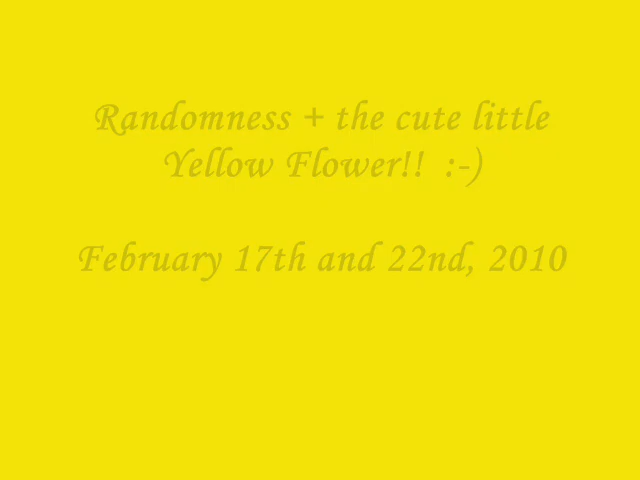 Randomness + the cute little
Yellow Flower!!  :-)
February 17th and 22nd, 2010